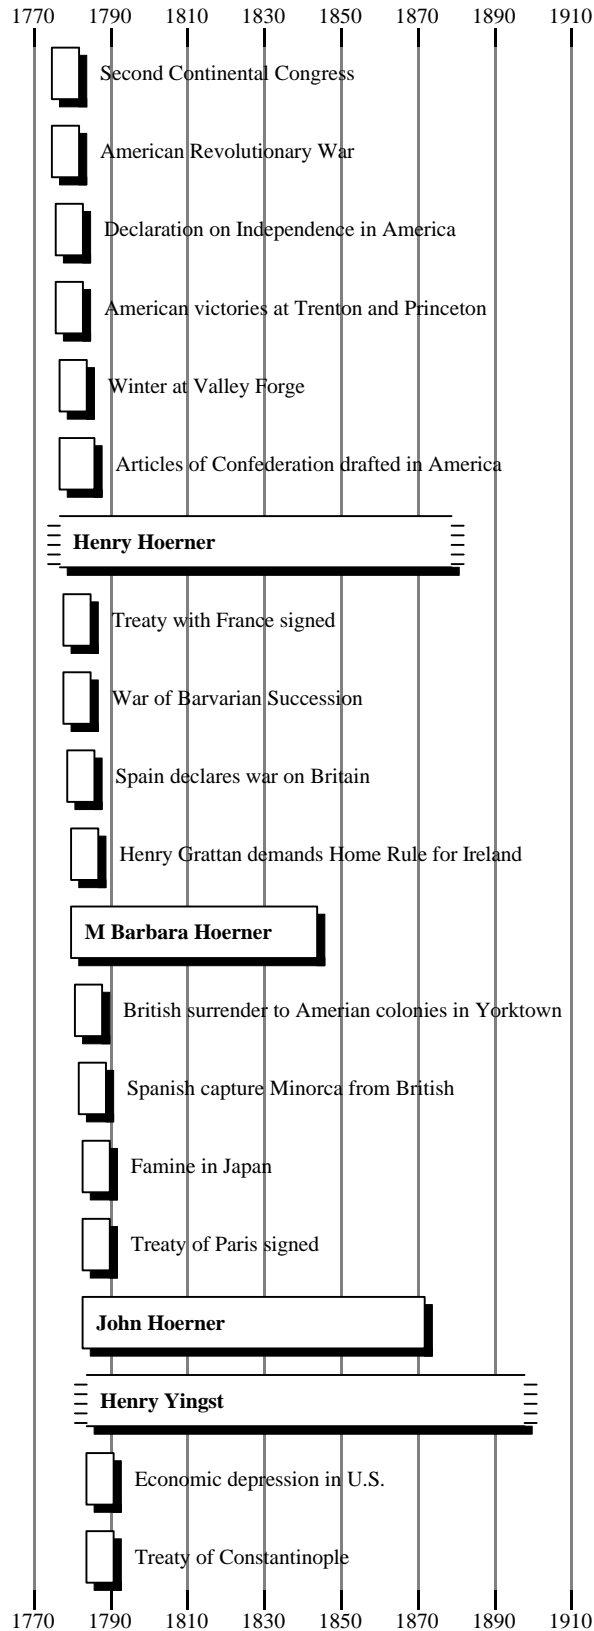 1770 1790 1810 1830 1850 1870 1890 1910
Second Continental Congress
American Revolutionary War
Declaration on Independence in America
American victories at Trenton and Princeton
Winter at Valley Forge
Articles of Confederation drafted in America
Henry Hoerner
Treaty with France signed
War of Barvarian Succession
Spain declares war on Britain
Henry Grattan demands Home Rule for Ireland
M Barbara Hoerner
British surrender to Amerian colonies in Yorktown
Spanish capture Minorca from British
Famine in Japan
Treaty of Paris signed
John Hoerner
Henry Yingst
Economic depression in U.S.
Treaty of Constantinople
1770 1790 1810 1830 1850 1870 1890 1910